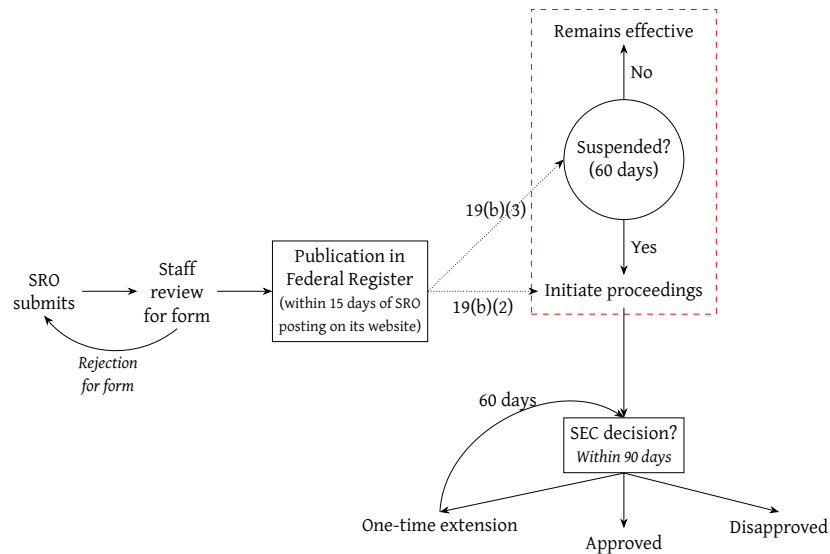 Remains effective
No
Suspended?
(60 days)
19(b)(3)
Yes
Publication in
Federal Register
(within 15 days of SRO
posting on its website)
SRO
submits
Staff
review
for form
Initiate proceedings
19(b)(2)
Rejection
for form
60 days
SEC decision?
Within 90 days
One-time extension
Approved
Disapproved